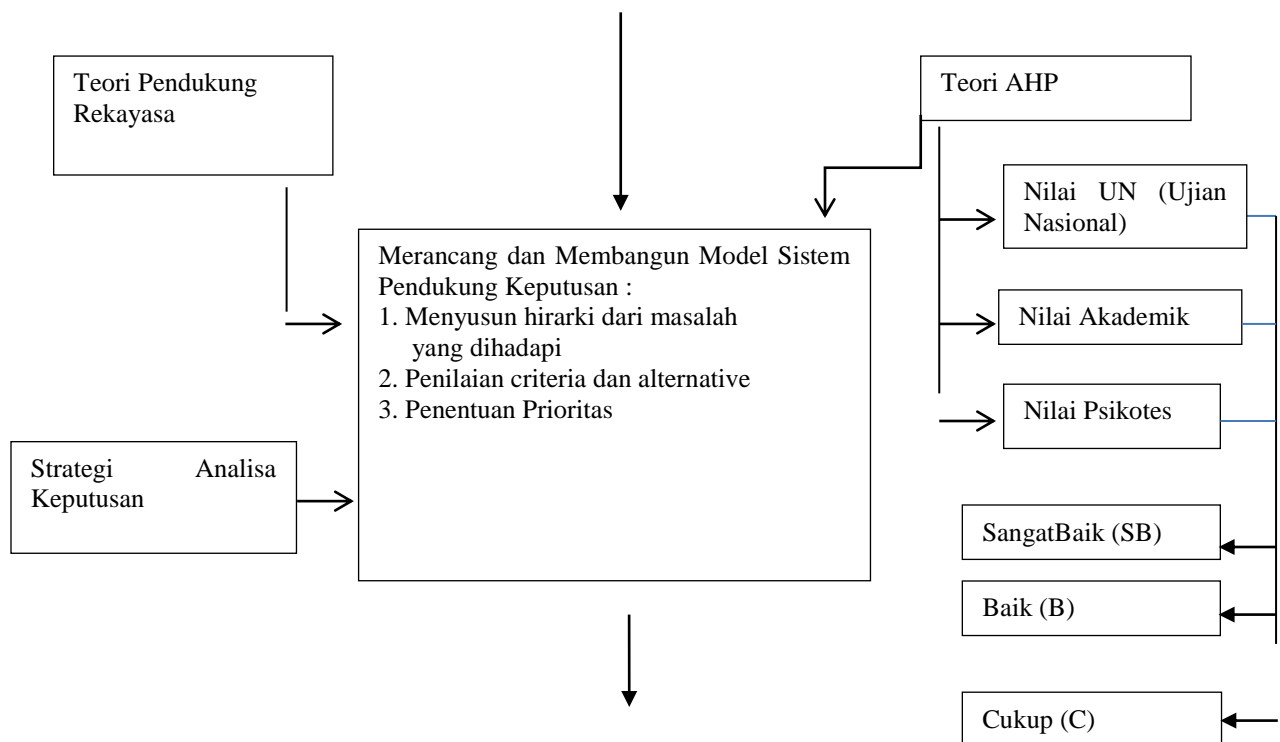 Teori Pendukung
Rekayasa
Teori AHP
Nilai UN (Ujian
Nasional)
Merancang dan Membangun Model Sistem
Pendukung Keputusan :
1. Menyusun hirarki dari masalah
yang dihadapi
2. Penilaian criteria dan alternative
3. Penentuan Prioritas
Nilai Akademik
Nilai Psikotes
Strategi Analisa
Keputusan
SangatBaik (SB)
Baik (B)
Cukup (C)